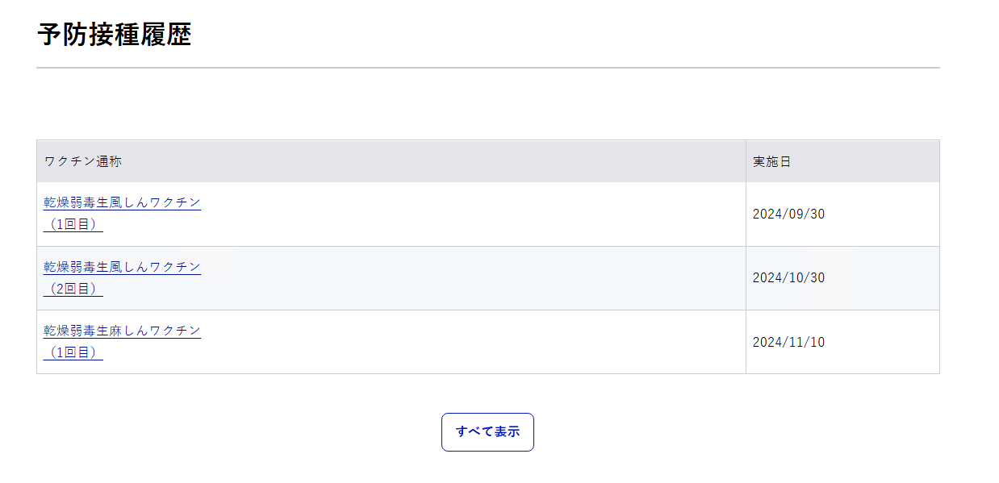 予防接種履歴
ワクチン通称 実施日
乾燥弱毒生風しんワクチン
（1回目）
2024/09/30
乾燥弱毒生風しんワクチン
（2回目）
2024/10/30
乾燥弱毒生麻しんワクチン
（1回目）
2024/11/10
すべて表示